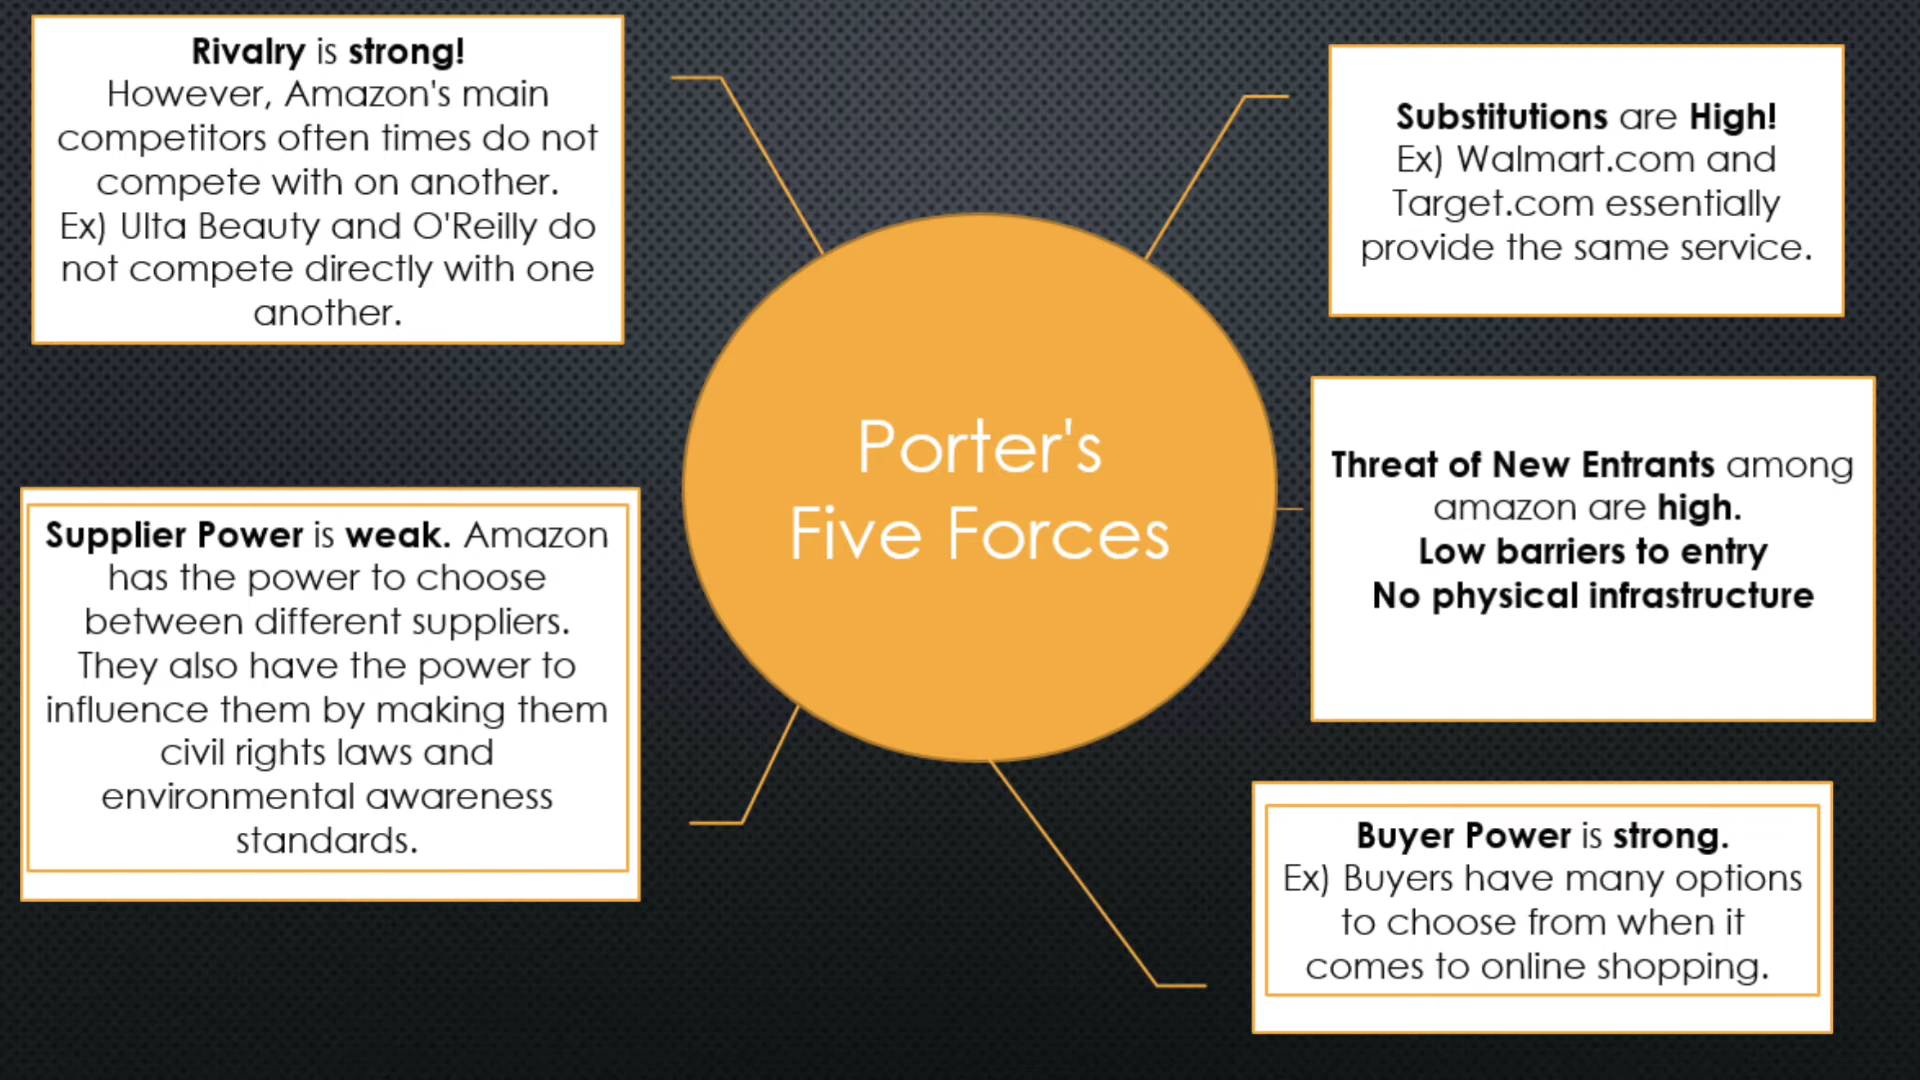 Rivalry is strong!
However, Amazon's main
competitors often times do not
compete with on another.
Ex) Ulta Beauty and O'Reilly do
not compete directly with one
another.
Substitutions are High!
Ex) Walmart.com and
Target.com essentially
provide the same service.
Porter's
Five Forces
Threat of New Entrants among
amazon are high.
Low barriers to entry
No physical infrastructure
Supplier Power is weak. Amazon
has the power to choose
between different suppliers.
They also have the power to
influence them by making them
civil rights laws and
environmental awareness
standards.
Buyer Power is strong.
Ex) Buyers have many options
to choose from when it
comes to online shopping.